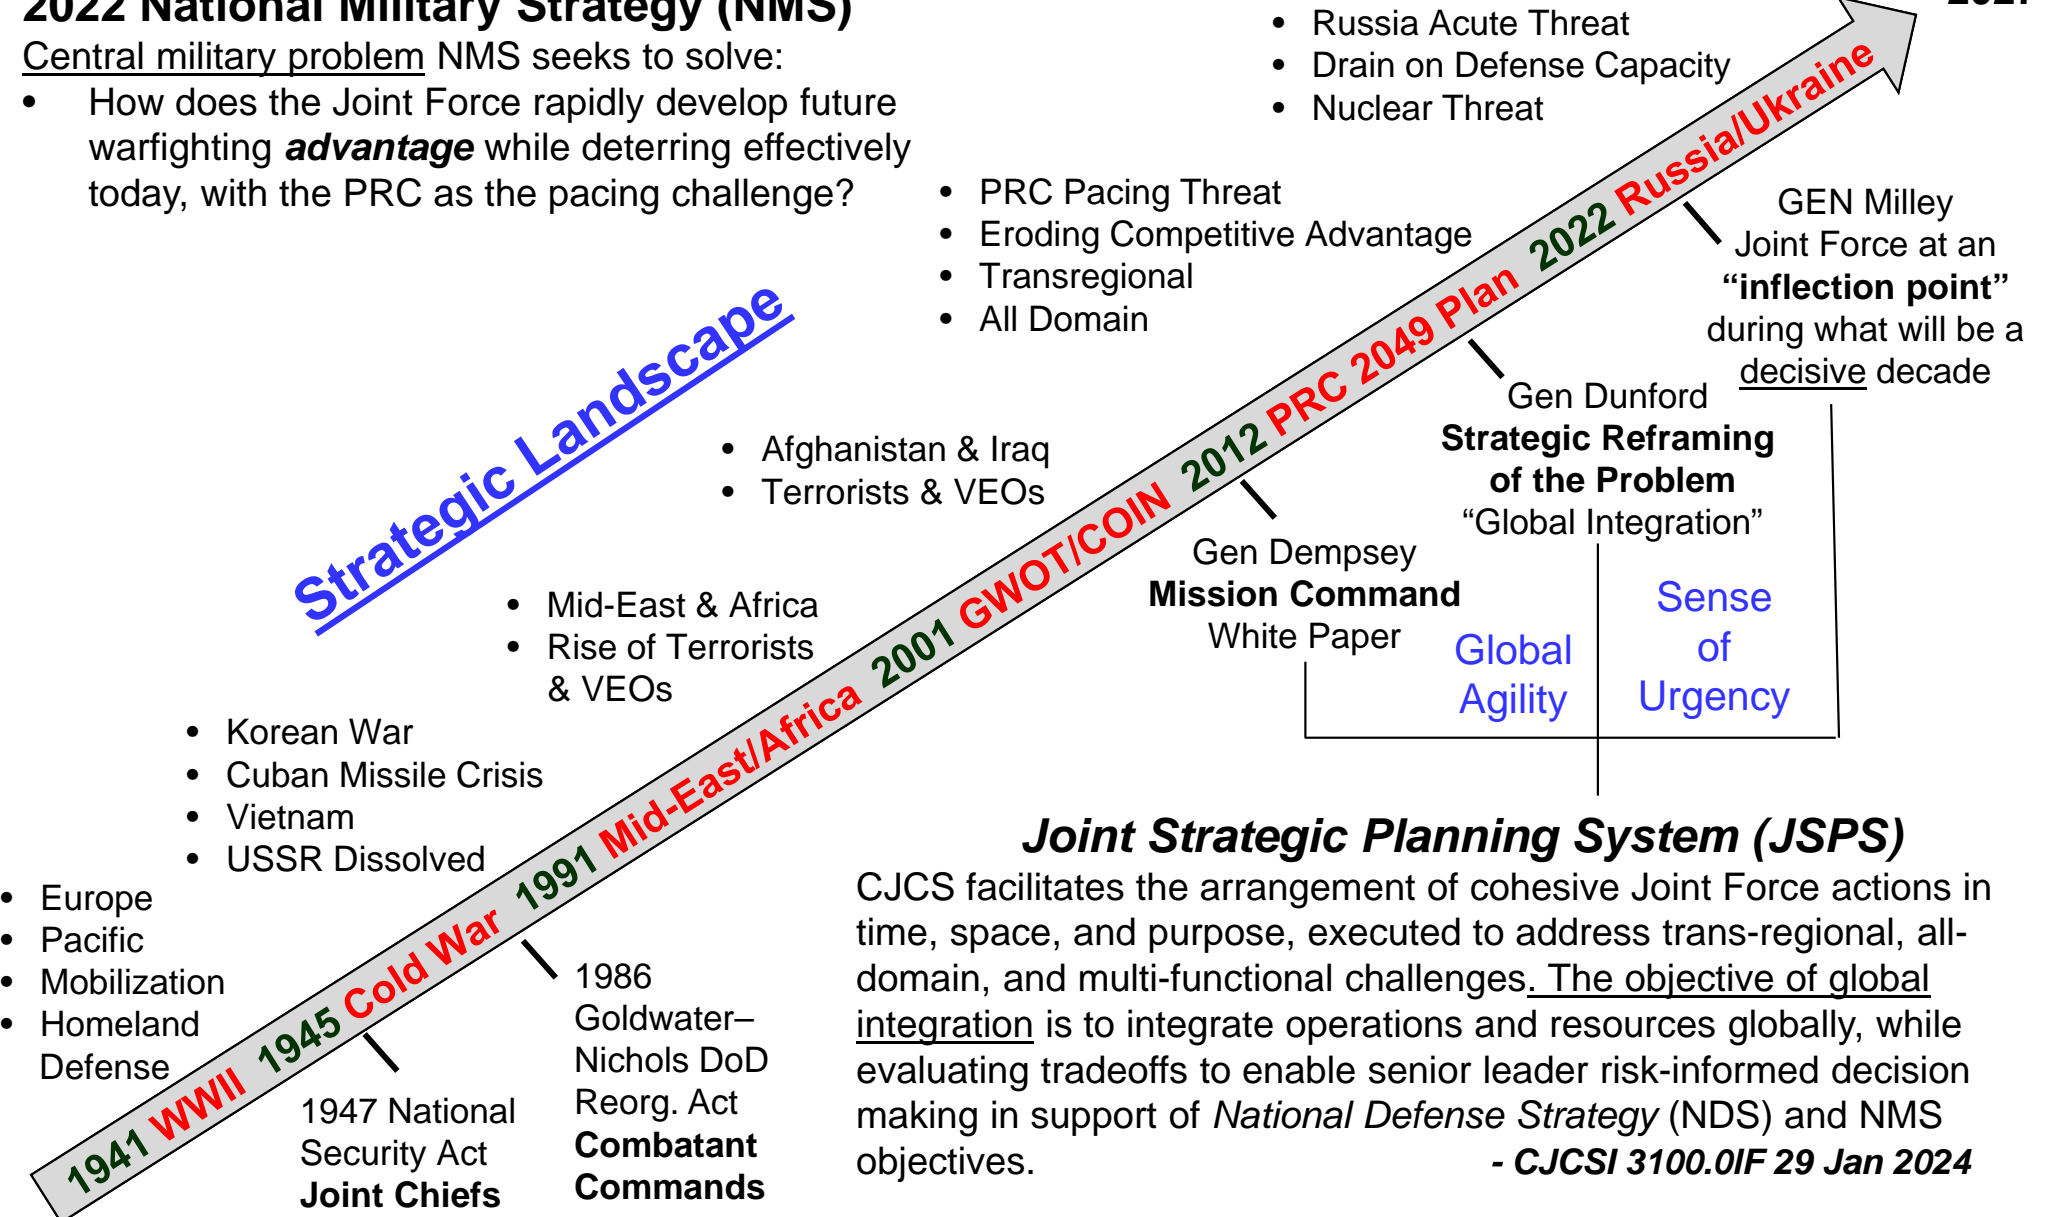 2022 National Military Strategy (NMS)
Central military problem NMS seeks to solve:
• How does the Joint Force rapidly develop future
warfighting advantage while deterring effectively
today, with the PRC as the pacing challenge?
• Russia Acute Threat
• Drain on Defense Capacity
• Nuclear Threat
• PRC Pacing Threat
• Eroding Competitive Advantage
• Transregional
• All Domain
Strategic Landscape
• Afghanistan & Iraq
• Terrorists & VEOs
• Mid-East & Africa
• Rise of Terrorists
& VEOs
• Korean War
• Cuban Missile Crisis
• Vietnam
• USSR Dissolved
• Europe
• Pacific
• Mobilization
• Homeland
Defense
1941 WWII 1945 Cold War 1991 Mid-East/Africa 2001 GWOT/COIN 2012 PRC 2049 Plan 2022 Russia/Ukraine
1947 National
Security Act
Joint Chiefs
1986
Goldwater–
Nichols DoD
Reorg. Act
Combatant
Commands
Gen Dempsey
Mission Command
White Paper
Gen Dunford
Strategic Reframing
of the Problem
“Global Integration”
GEN Milley
Joint Force at an
“inflection point”
during what will be a
decisive decade
Global
Agility
Sense
of
Urgency
Joint Strategic Planning System (JSPS)
CJCS facilitates the arrangement of cohesive Joint Force actions in
time, space, and purpose, executed to address trans-regional, all-
domain, and multi-functional challenges. The objective of global
integration is to integrate operations and resources globally, while
evaluating tradeoffs to enable senior leader risk-informed decision
making in support of National Defense Strategy (NDS) and NMS
objectives.
- CJCSI 3100.0IF 29 Jan 2024